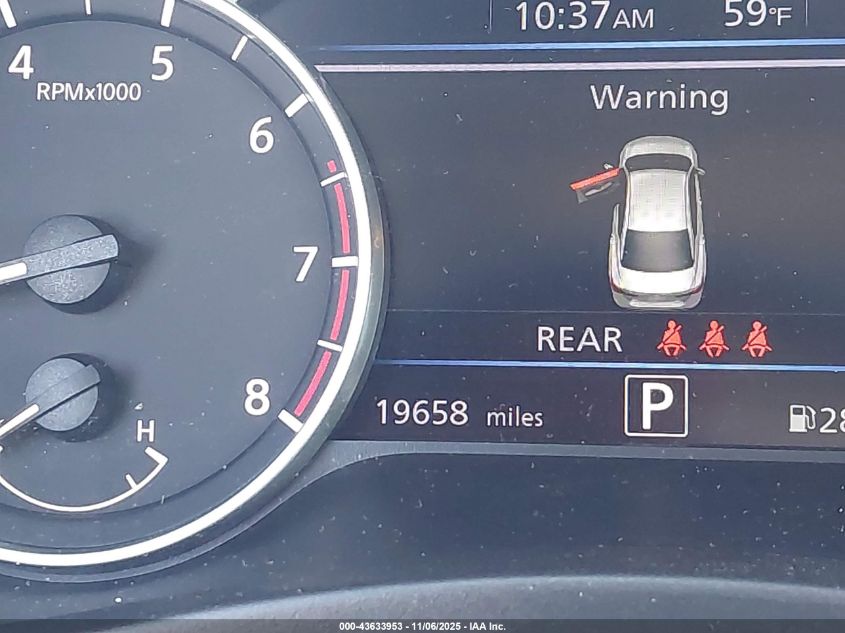 10:37AM 59°F
4 5
RPMx1000
Warning
6
7
REAR
8
19658 miles P 28
H
000-43633953 - 11/06/2025 - IAA Inc.